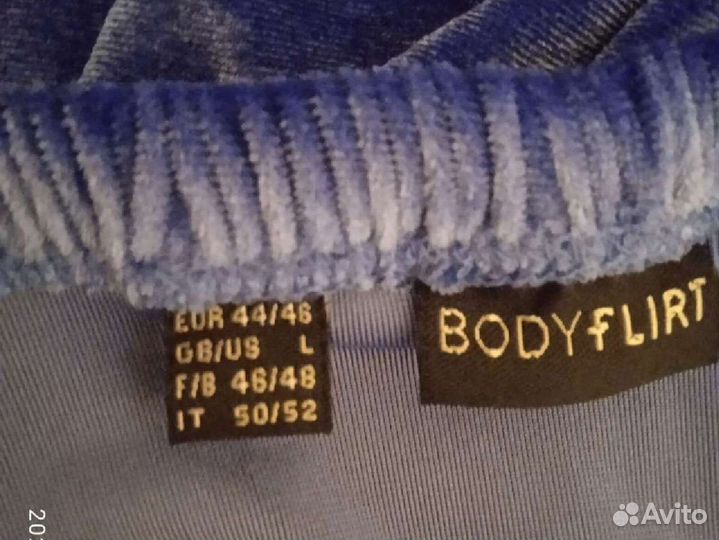 EUR 44/46
GB/US L
F/B 46/48
IT 50/52
BODYFLIRT
Avito